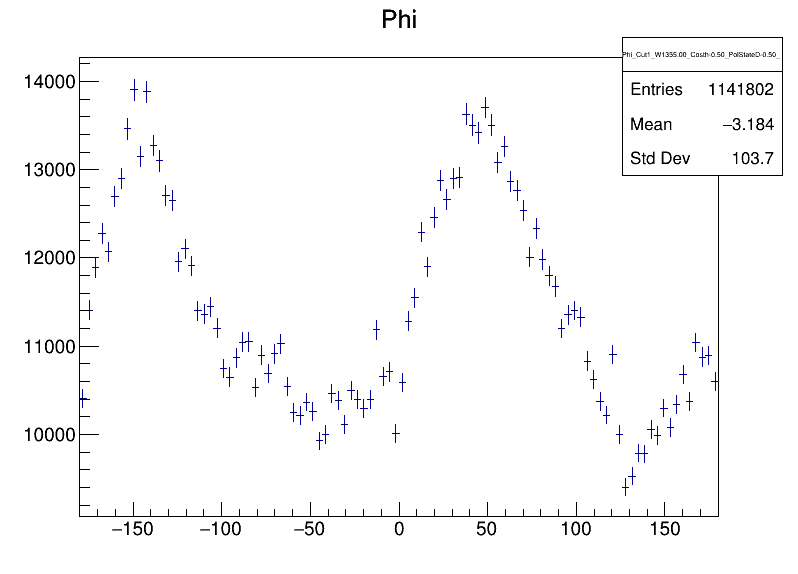 Phi
Phi_Cut1_W1355.00_Costh-0.50_PolStateD-0.50_
Entries 1141802
Mean −3.184
Std Dev 103.7
14000
13000
12000
11000
10000
−150 −100 −50 0 50 100 150